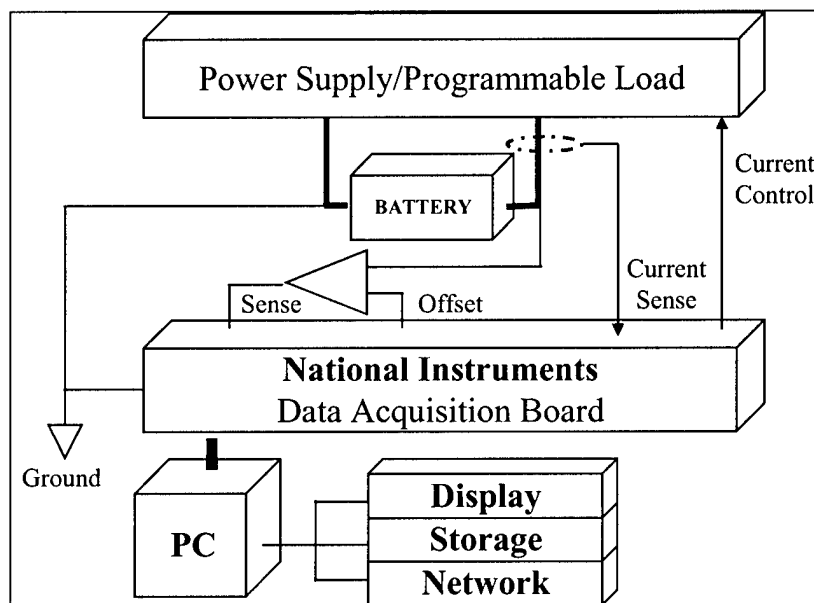 Power Supply/Programmable Load
BATTERY
Current
Control
Sense
Offset
Current
Sense
National Instruments
Data Acquisition Board
Ground
PC
Display
Storage
Network